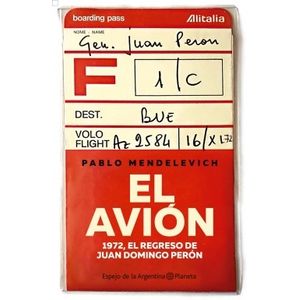 boarding pass Alitalia
NOME - NAME
Gen. Juan Peron
F 1 C
DEST. BUE
VOLO
FLIGHT AZ 2584 16/X1.72
PABLO MENDELEVICH
EL
AVIÓN
1972, EL REGRESO DE
JUAN DOMINGO PERÓN
Espejo de la Argentina Planeta